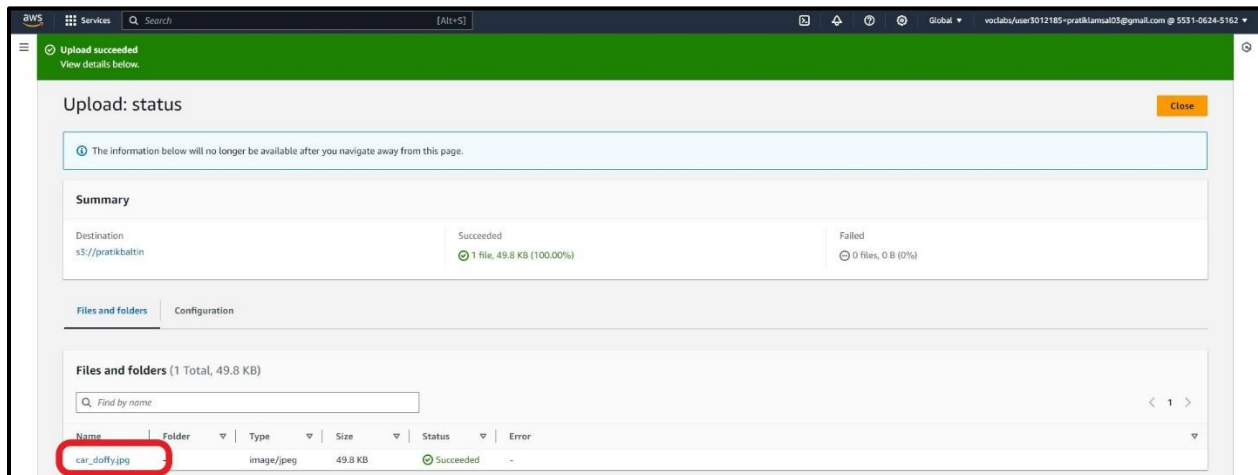 aws Services Search [Alt+S] Global voclabs/user3012185=pratiklamsal03@gmail.com @ 5531-0624-5162
Upload succeeded
View details below.
Upload: status
Close
The information below will no longer be available after you navigate away from this page.
Summary
Destination Succeeded Failed
s3://pratikbaltin 1 file, 49.8 KB (100.00%) 0 files, 0 B (0%)
Files and folders Configuration
Files and folders (1 Total, 49.8 KB)
Find by name
1
Name Folder Type Size Status Error
car_doffy.jpg - image/jpeg 49.8 KB Succeeded -